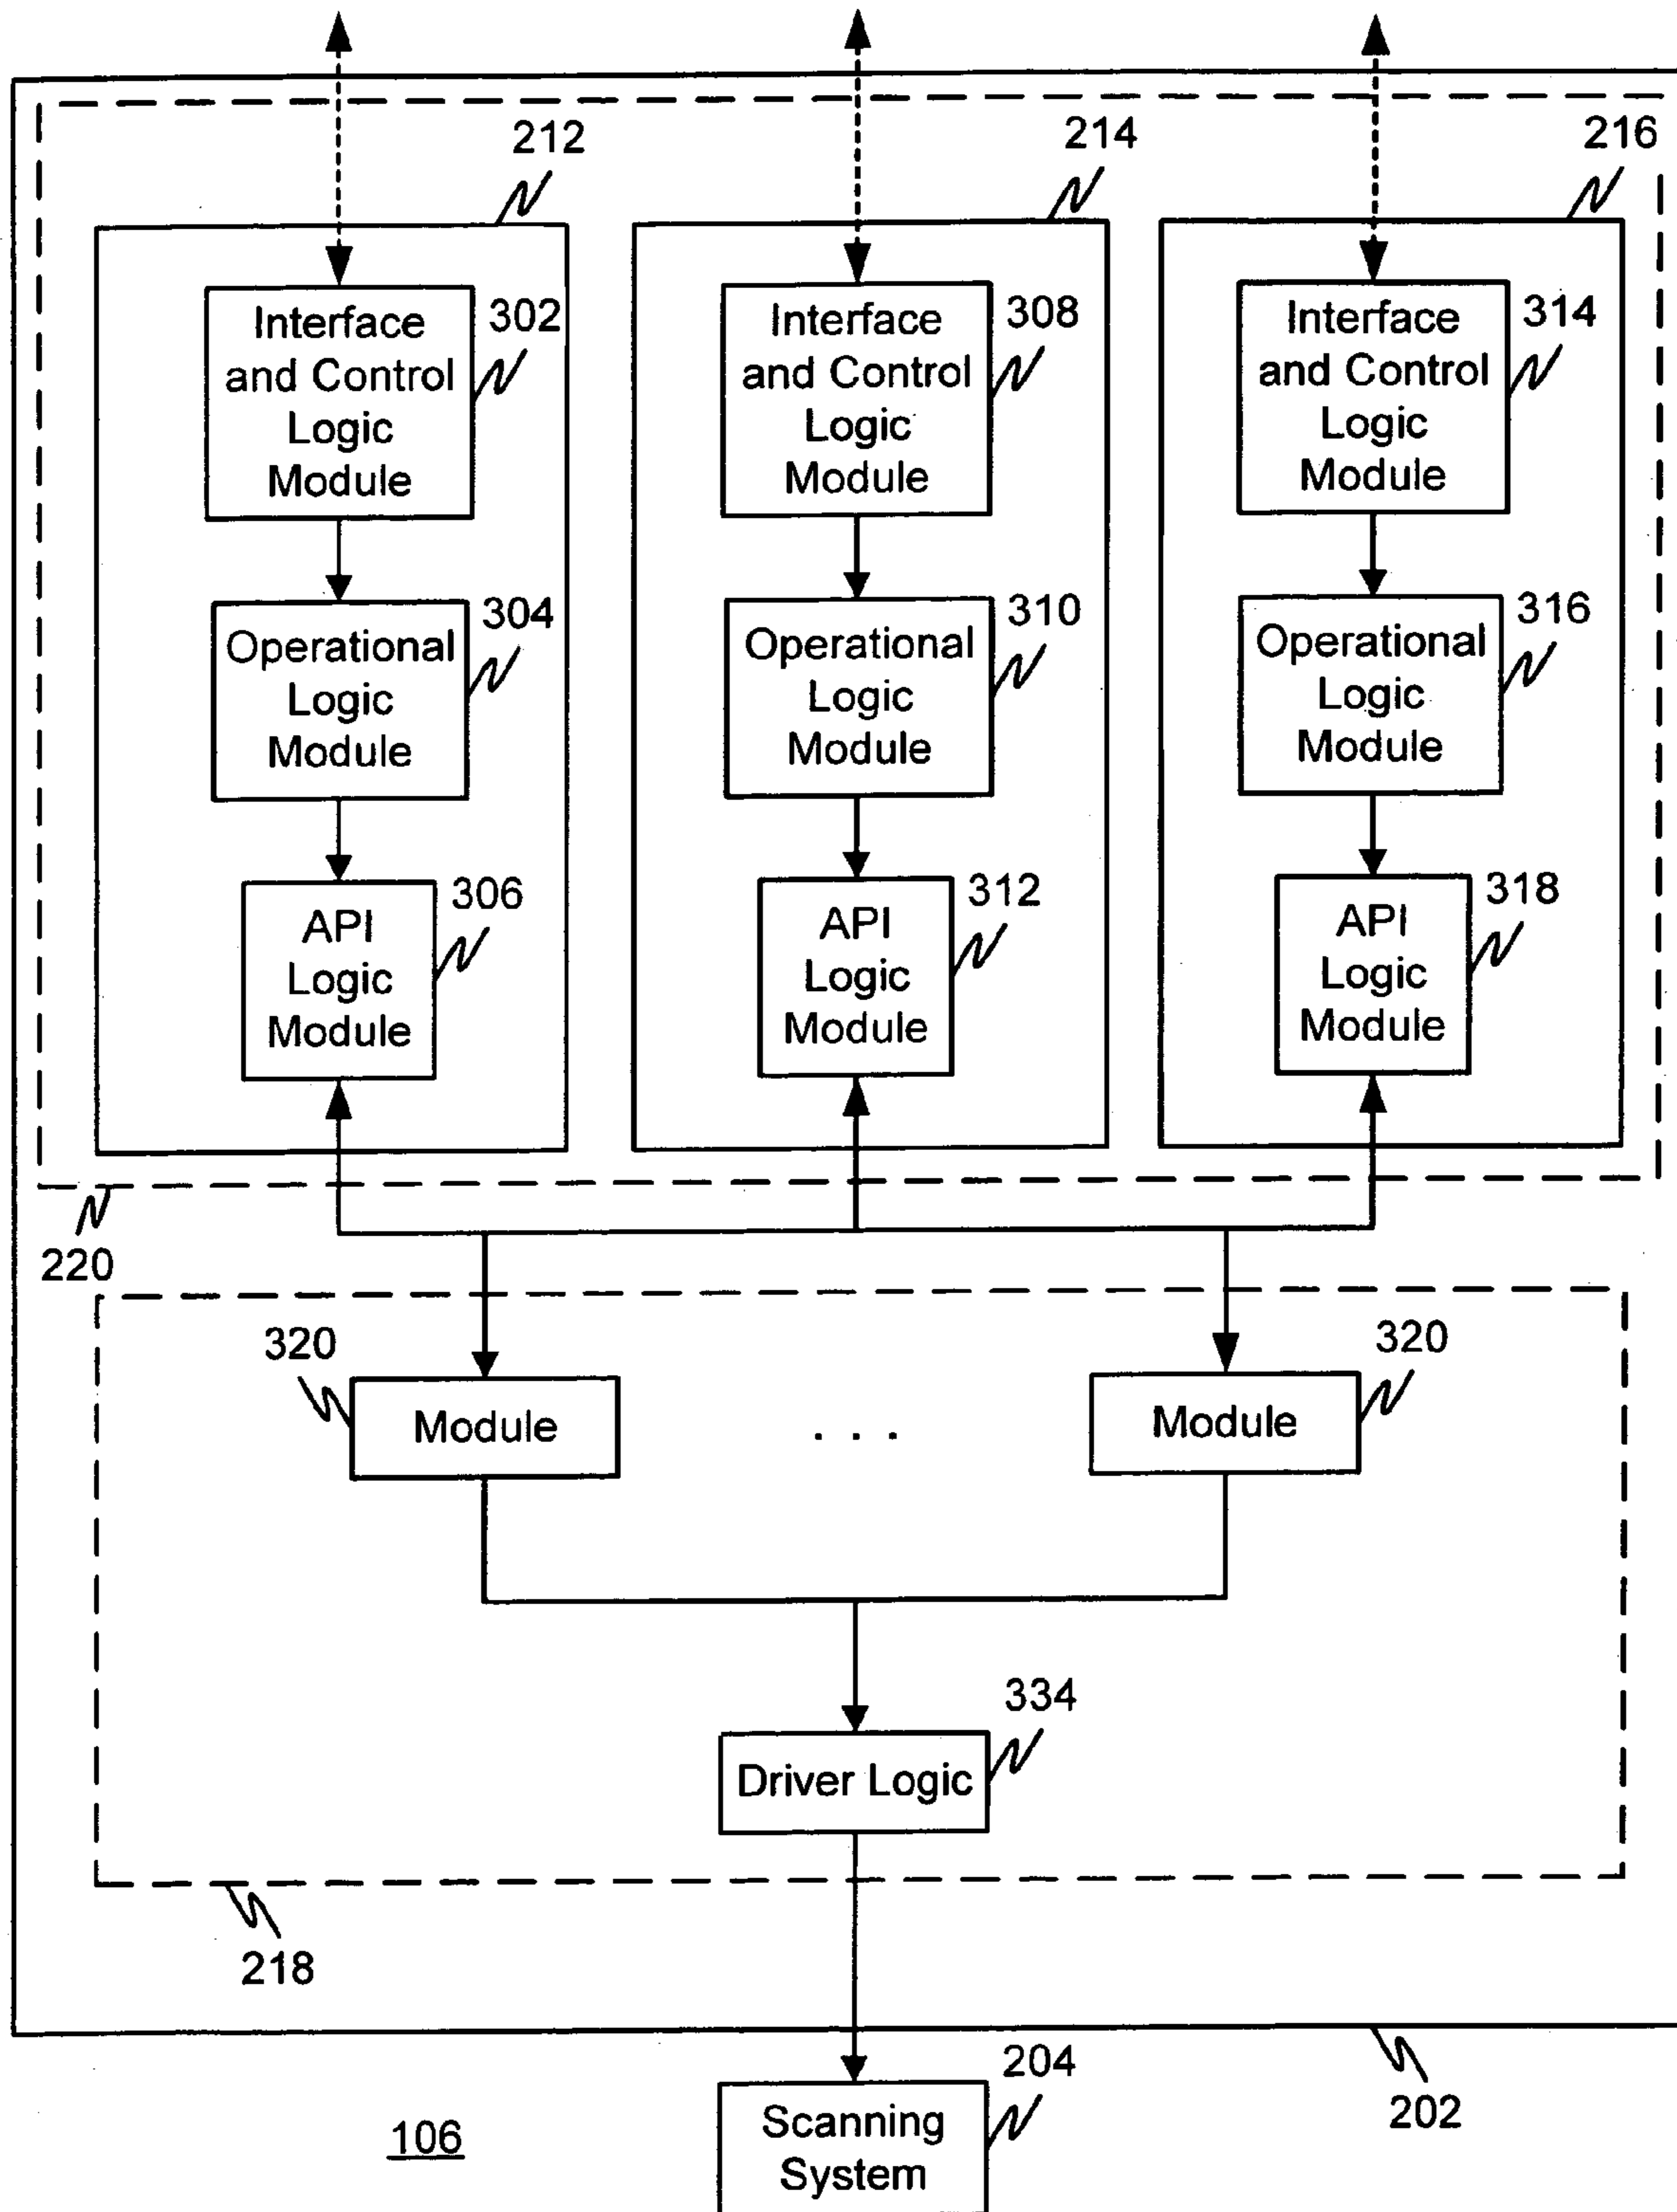 212
214
216
Interface
and Control
Logic
Module
302
Interface
and Control
Logic
Module
308
Interface
and Control
Logic
Module
314
Operational
Logic
Module
304
Operational
Logic
Module
310
Operational
Logic
Module
316
API
Logic
Module
306
API
Logic
Module
312
API
Logic
Module
318
220
320
Module
. . .
Module
320
334
Driver Logic
218
204
202
Scanning
System
106